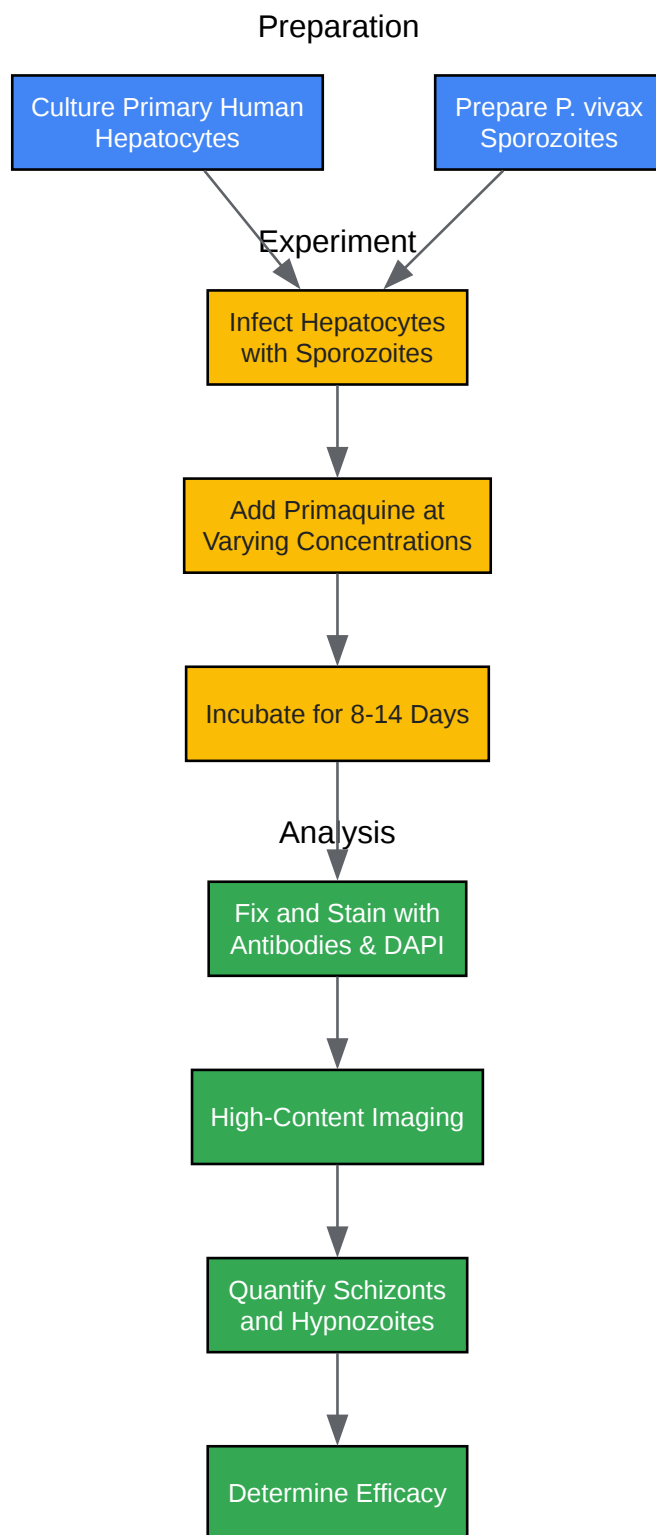 Preparation
Culture Primary Human
Hepatocytes
Prepare P. vivax
Sporozoites
Experiment
Infect Hepatocytes
with Sporozoites
Add Primaquine at
Varying Concentrations
Incubate for 8-14 Days
Analysis
Fix and Stain with
Antibodies & DAPI
High-Content Imaging
Quantify Schizonts
and Hypnozoites
Determine Efficacy